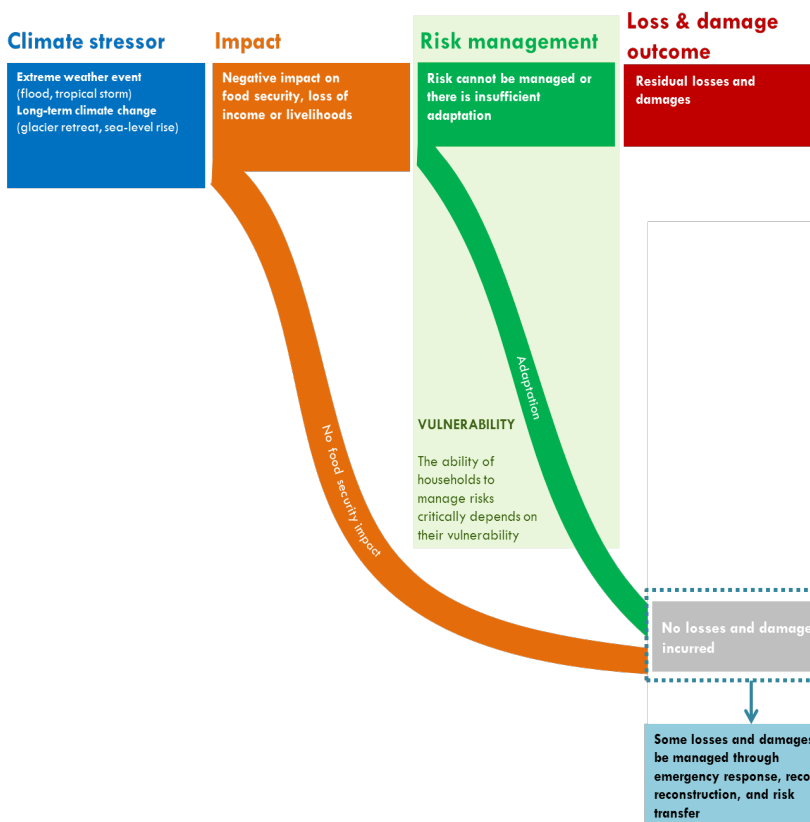 Climate stressor
Impact
Risk management
Loss & damage
outcome
Extreme weather event
(flood, tropical storm)
Long-term climate change
(glacier retreat, sea-level rise)
Negative impact on
food security, loss of
income or livelihoods
Risk cannot be managed or
there is insufficient
adaptation
Residual losses and
damages
Adaptation
No food security impact
VULNERABILITY
The ability of
households to
manage risks
critically depends on
their vulnerability
No losses and damage
incurred
Some losses and damages
be managed through
emergency response,
reconstruction, and risk
transfer